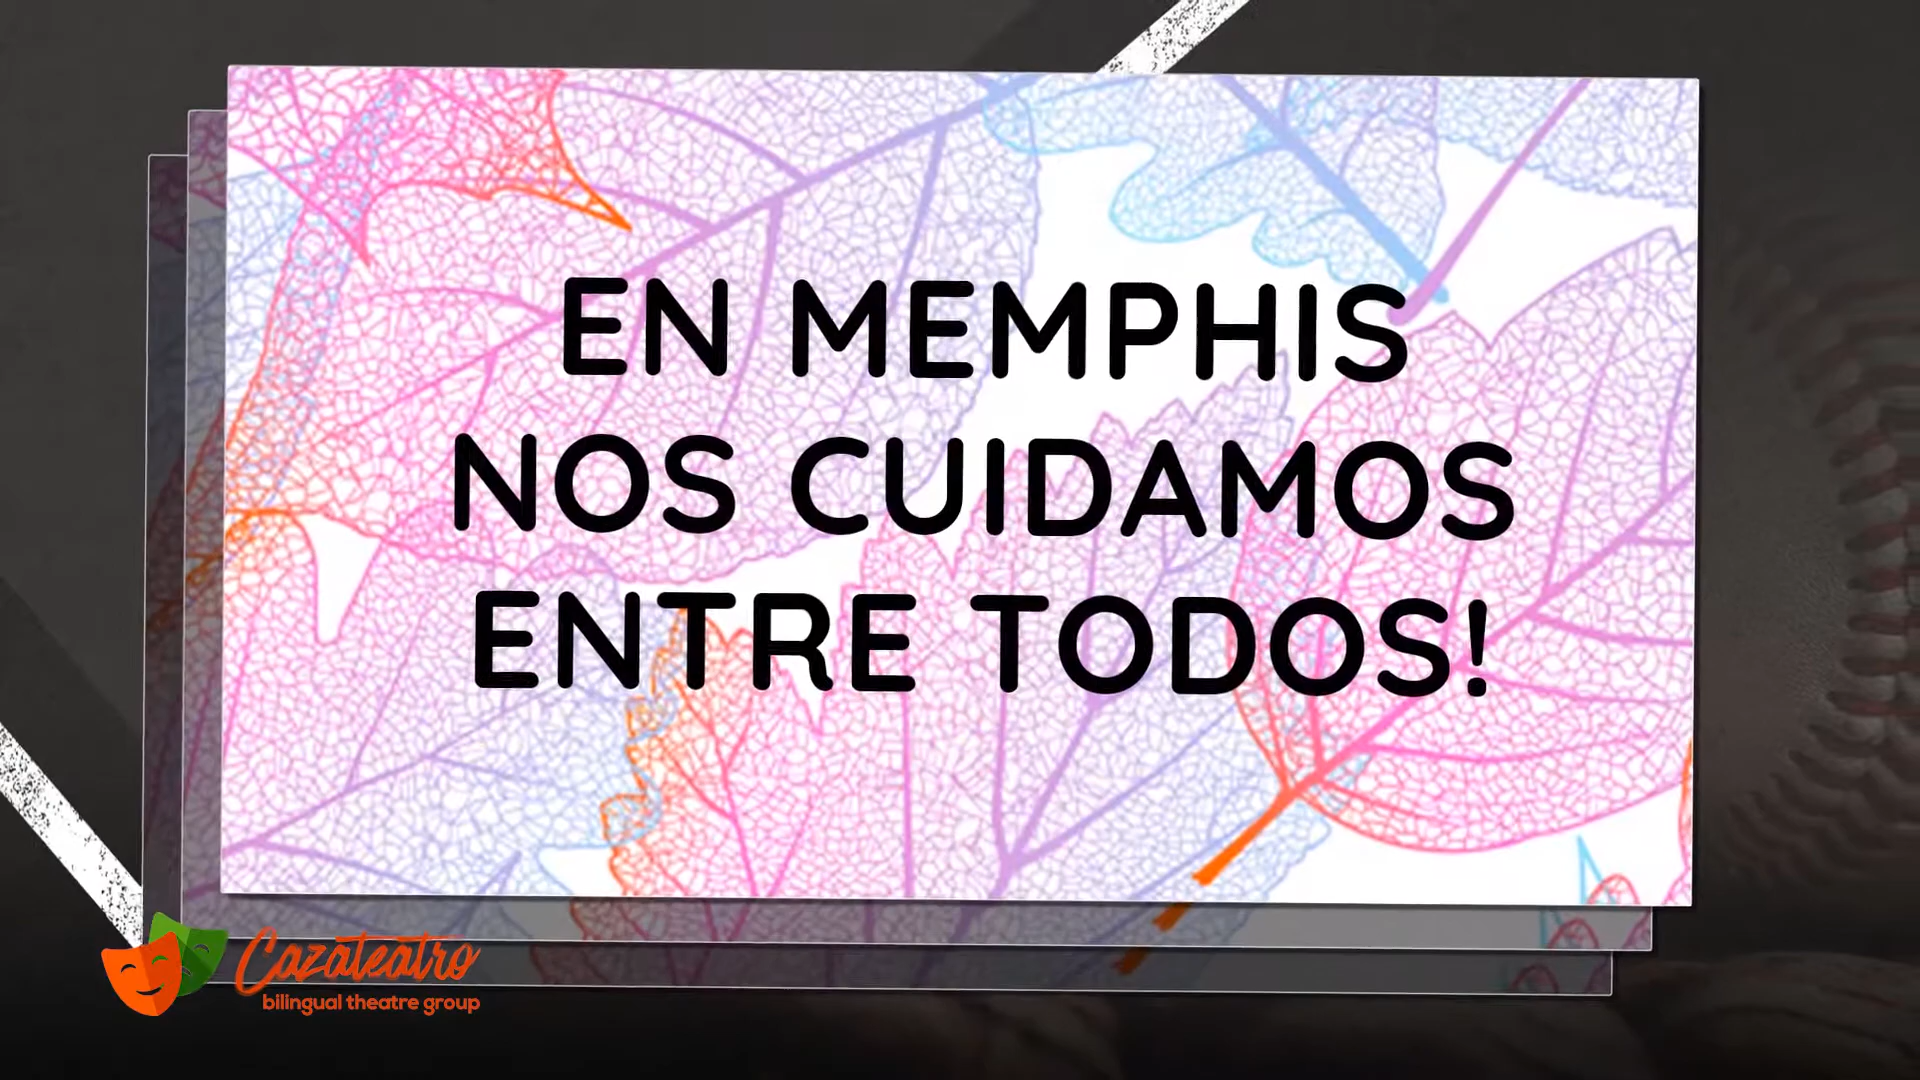 EN MEMPHIS
NOS CUIDAMOS
ENTRE TODOS!
Cazateatro
bilingual theatre group